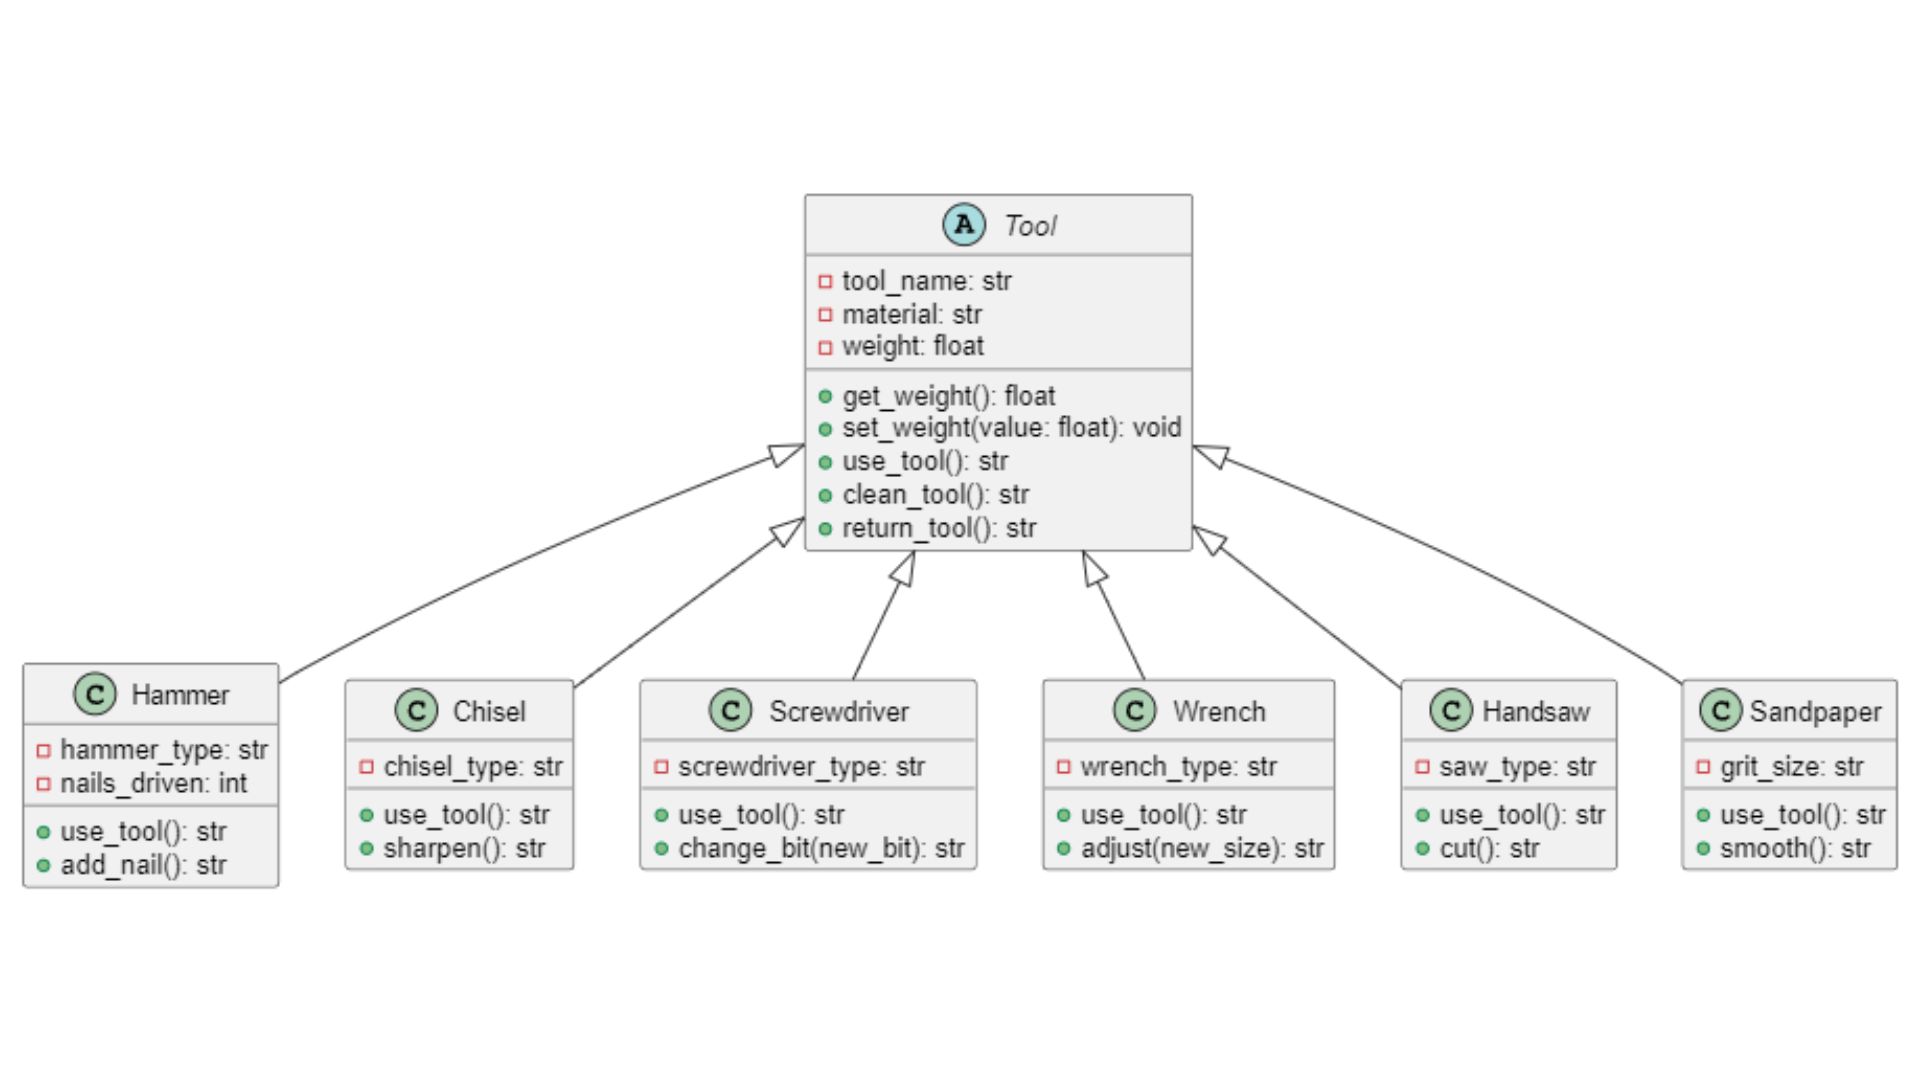 A Tool
tool_name: str
material: str
weight: float
get_weight(): float
set_weight(value: float): void
use_tool(): str
clean_tool(): str
return_tool(): str
C Hammer
hammer_type: str
nails_driven: int
use_tool(): str
add_nail(): str
C Chisel
chisel_type: str
use_tool(): str
sharpen(): str
C Screwdriver
screwdriver_type: str
use_tool(): str
change_bit(new_bit): str
C Wrench
wrench_type: str
use_tool(): str
adjust(new_size): str
C Handsaw
saw_type: str
use_tool(): str
cut(): str
C Sandpaper
grit_size: str
use_tool(): str
smooth(): str